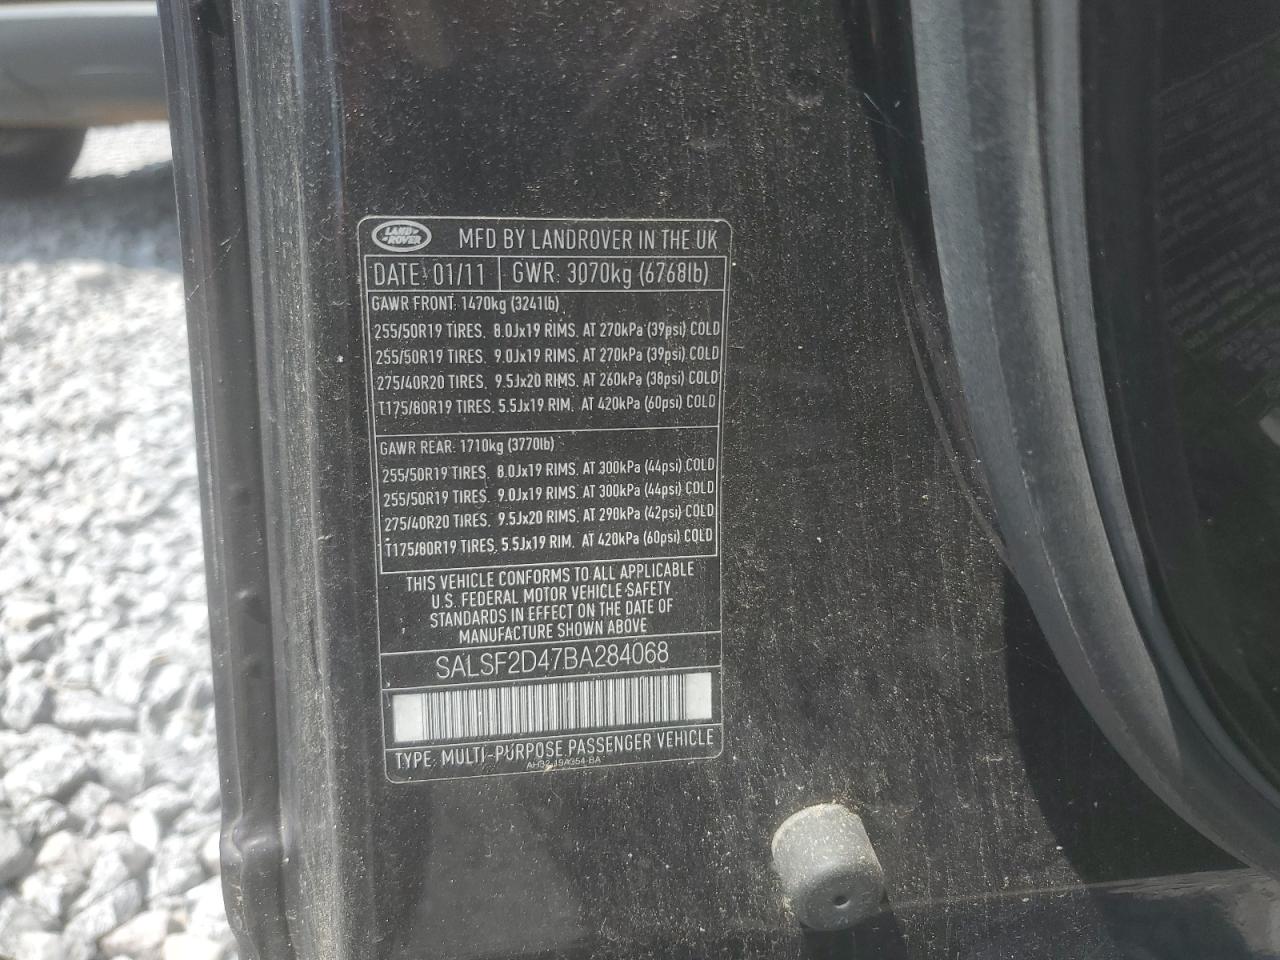 LAND ROVER MFD BY LANDROVER IN THE UK
DATE: 01/11 GWR: 3070kg (6768lb)
GAWR FRONT: 1470kg (3241lb)
255/50R19 TIRES, 8.0Jx19 RIMS, AT 270kPa (39psi) COLD
255/50R19 TIRES, 9.0Jx19 RIMS, AT 270kPa (39psi) COLD
275/40R20 TIRES, 9.5Jx20 RIMS, AT 260kPa (38psi) COLD
T175/80R19 TIRES, 5.5Jx19 RIM, AT 420kPa (60psi) COLD
GAWR REAR: 1710kg (3770lb)
255/50R19 TIRES, 8.0Jx19 RIMS, AT 300kPa (44psi) COLD
255/50R19 TIRES, 9.0Jx19 RIMS, AT 300kPa (44psi) COLD
275/40R20 TIRES, 9.5Jx20 RIMS, AT 290kPa (42psi) COLD
T175/80R19 TIRES, 5.5Jx19 RIM, AT 420kPa (60psi) COLD
THIS VEHICLE CONFORMS TO ALL APPLICABLE
U.S. FEDERAL MOTOR VEHICLE SAFETY
STANDARDS IN EFFECT ON THE DATE OF
MANUFACTURE SHOWN ABOVE
SALSF2D47BA284068
TYPE: MULTI-PURPOSE PASSENGER VEHICLE
AH32-19A354-BA